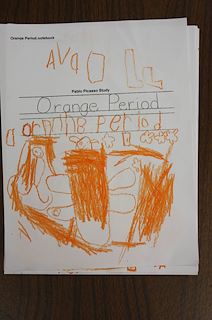 Orange Period.notebook
Ava
Pablo Picasso Study
Orange Period
orange Period